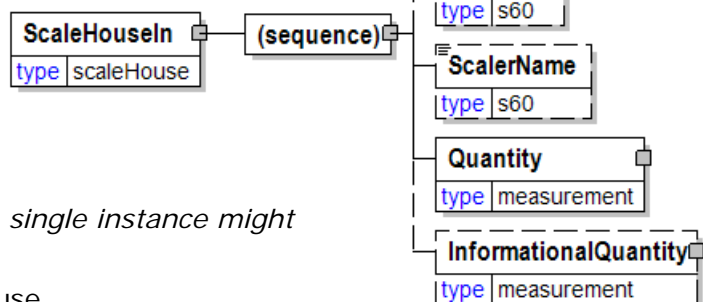 type s60
ScaleHouseIn
(sequence)
type scaleHouse
ScalerName
type s60
Quantity
type measurement
single instance might
InformationalQuantity
type measurement